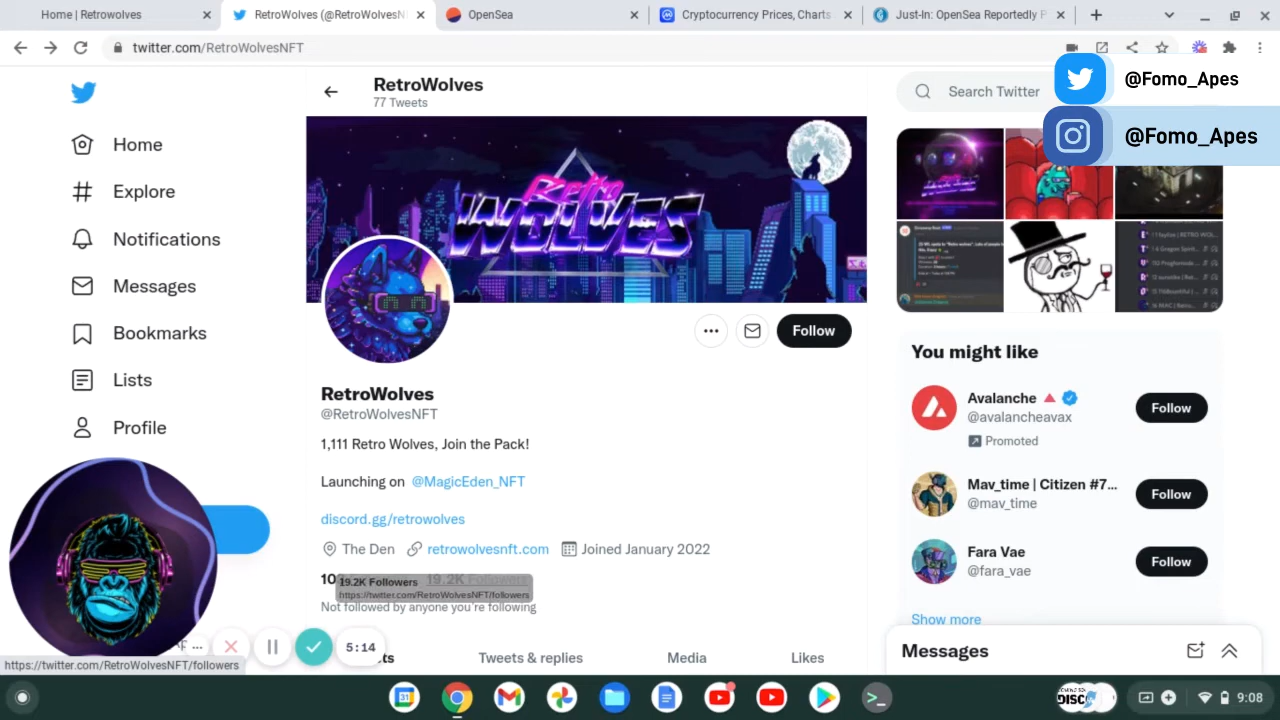 Home | Retrowolves
RetroWolves (@RetroWolvesN
OpenSea
Cryptocurrency Prices, Charts
Just-In: OpenSea Reportedly P
twitter.com/RetroWolvesNFT
@Fomo_Apes
@Fomo_Apes
RetroWolves
77 Tweets
Search Twitter
Home
Explore
Notifications
Messages
Bookmarks
Lists
Profile
Retro
WOLVES
Follow
RetroWolves
@RetroWolvesNFT
1,111 Retro Wolves, Join the Pack!
Launching on @MagicEden_NFT
discord.gg/retrowolves
The Den retrowolvesnft.com Joined January 2022
10
19.2K Followers
19.2K Followers
https://twitter.com/RetroWolvesNFT/followers
Not followed by anyone you're following
Tweets & replies
Media
Likes
You might like
Avalanche
@avalancheavax
Promoted
Follow
Mav_time | Citizen #7...
@mav_time
Follow
Fara Vae
@fara_vae
Follow
Show more
Messages
5:14
https://twitter.com/RetroWolvesNFT/followers
31
DISC
9:08